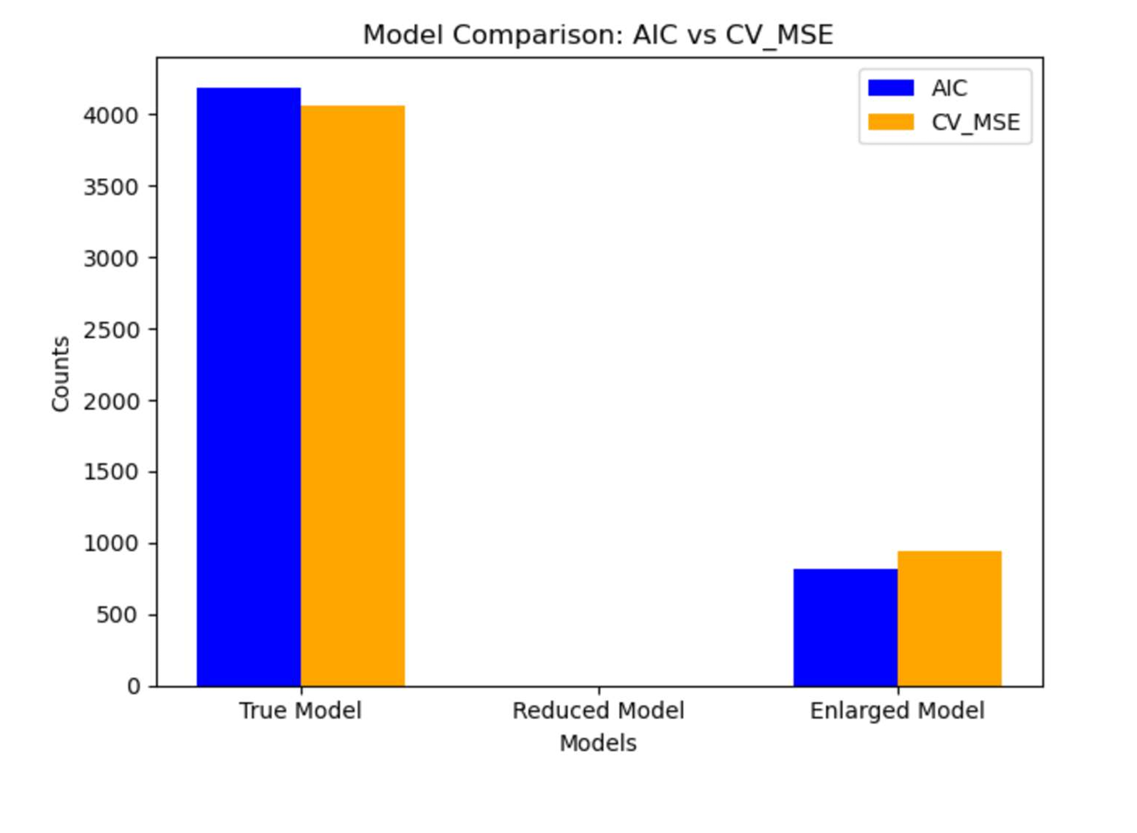 Model Comparison: AIC vs CV_MSE
AIC
CV_MSE
4000
3500
3000
2500
2000
1500
1000
500
0
Counts
True Model
Reduced Model
Enlarged Model
Models